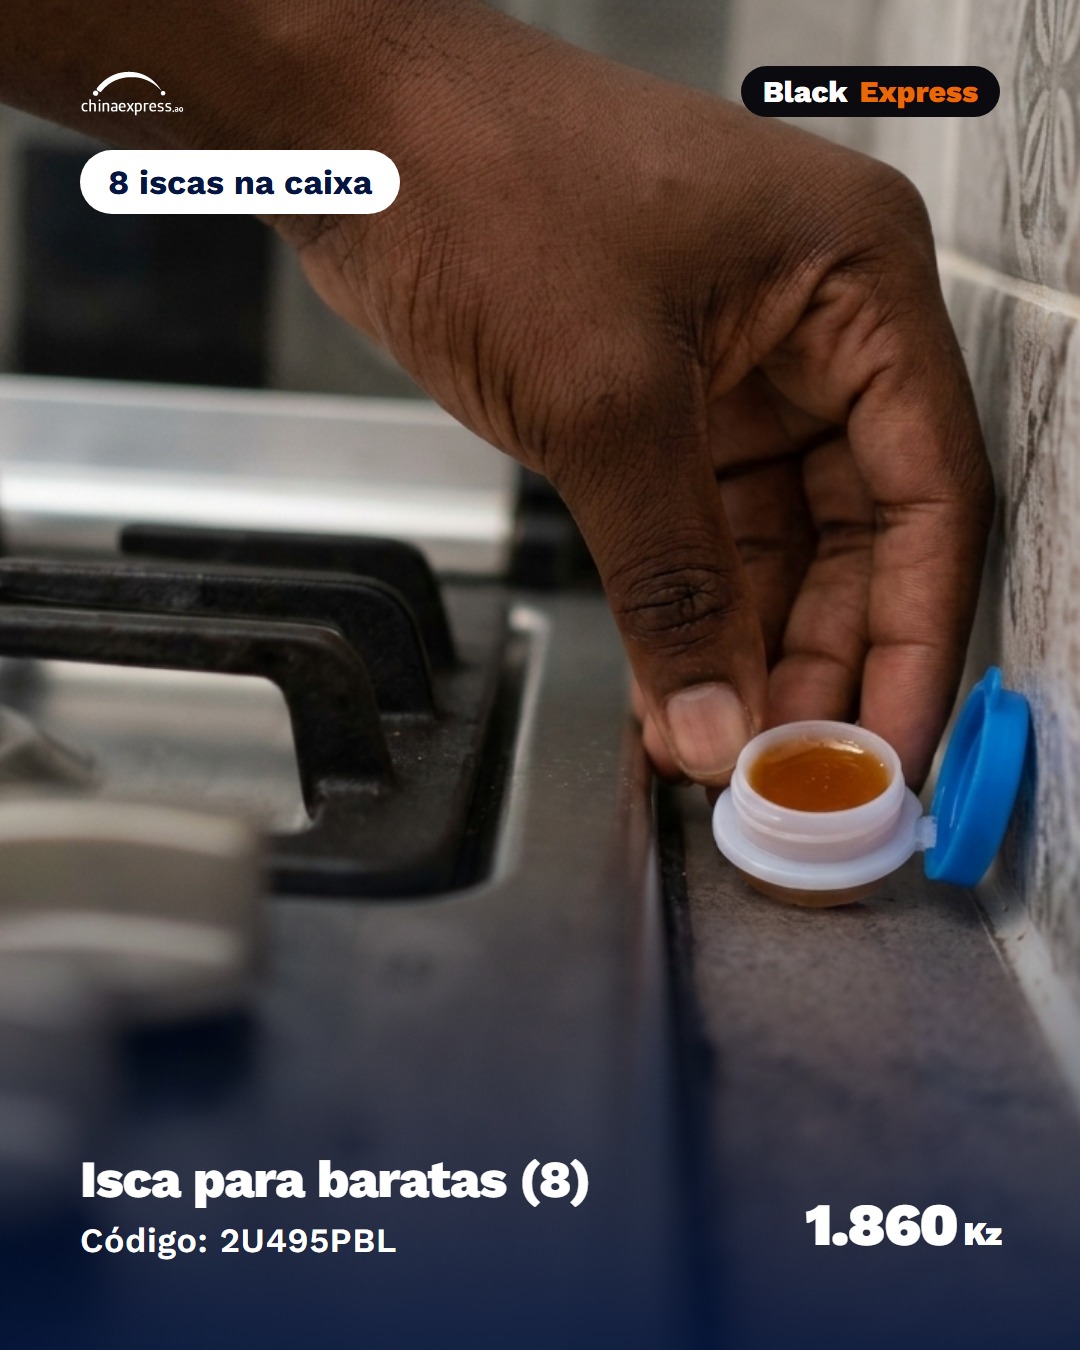 chinaexpress.ao
Black Express
8 iscas na caixa
Isca para baratas (8)
Código: 2U495PBL
1.860 Kz